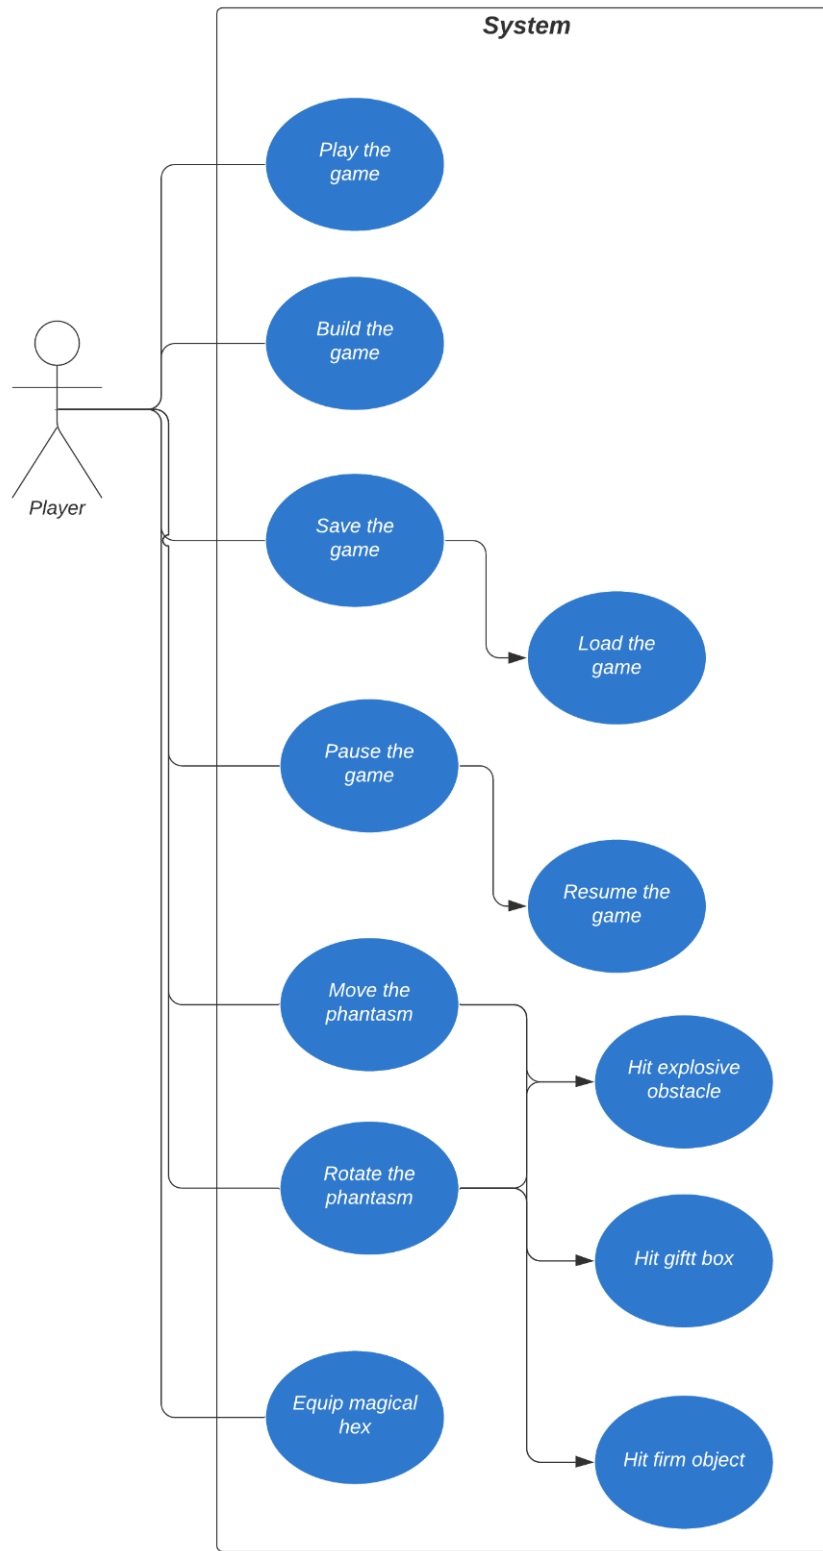 System
Play the
game
Build the
game
Player
Save the
game
Load the
game
Pause the
game
Resume the
game
Move the
phantasm
Hit explosive
obstacle
Rotate the
phantasm
Hit giftt box
Equip magical
hex
Hit firm object